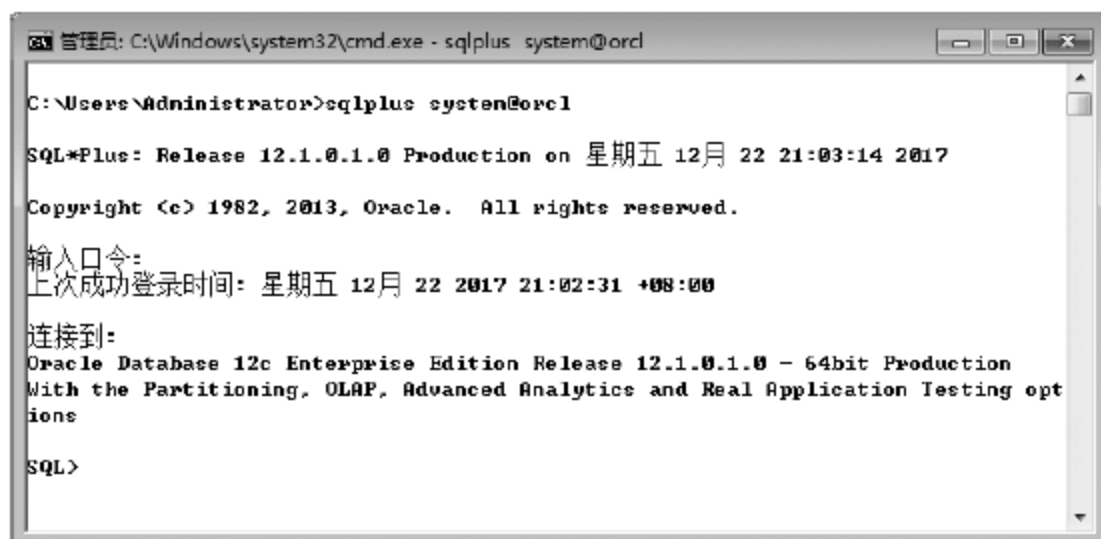 管理员: C:\Windows\system32\cmd.exe - sqlplus  system@orcl
C:\Users\Administrator>sqlplus system@orcl
SQL*Plus: Release 12.1.0.1.0 Production on 星期五 12月 22 21:03:14 2017
Copyright (c) 1982, 2013, Oracle.  All rights reserved.
输入口令:
上次成功登录时间: 星期五 12月 22 2017 21:02:31 +08:00
连接到:
Oracle Database 12c Enterprise Edition Release 12.1.0.1.0 - 64bit Production
With the Partitioning, OLAP, Advanced Analytics and Real Application Testing opt
ions
SQL>